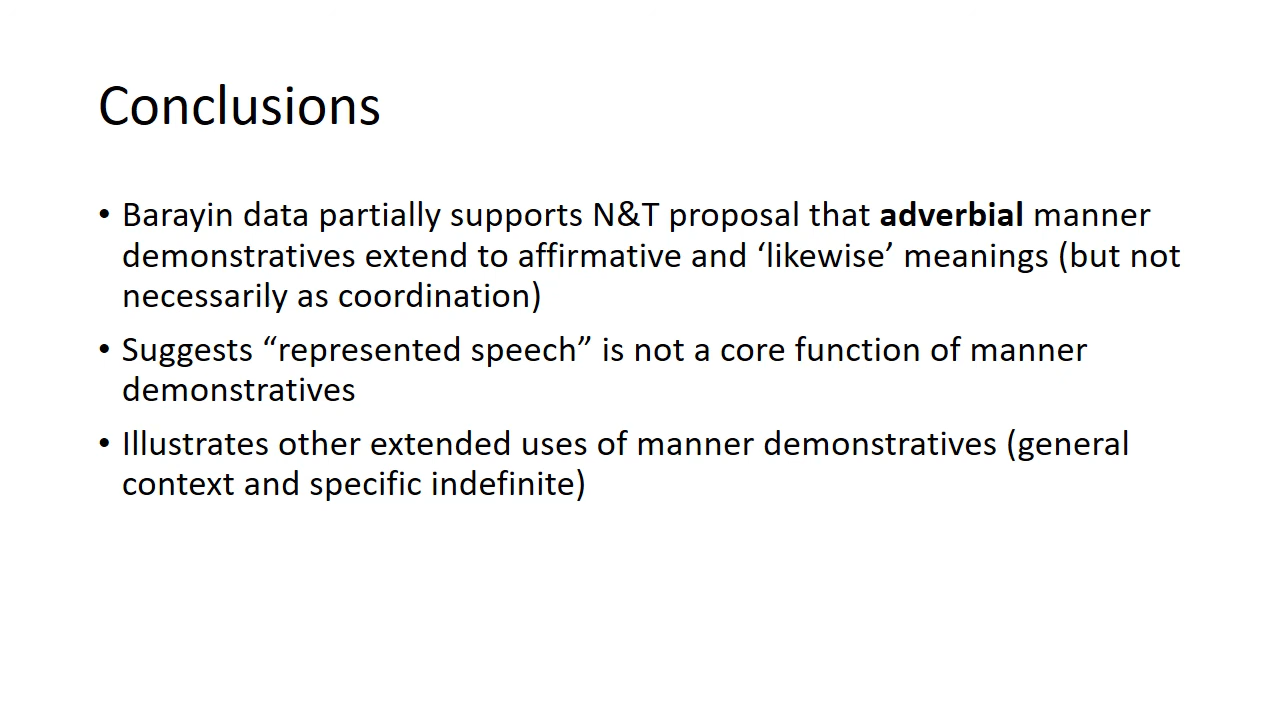 Conclusions
• Barayin data partially supports N&T proposal that adverbial manner
demonstratives extend to affirmative and ‘likewise’ meanings (but not
necessarily as coordination)
• Suggests “represented speech” is not a core function of manner
demonstratives
• Illustrates other extended uses of manner demonstratives (general
context and specific indefinite)